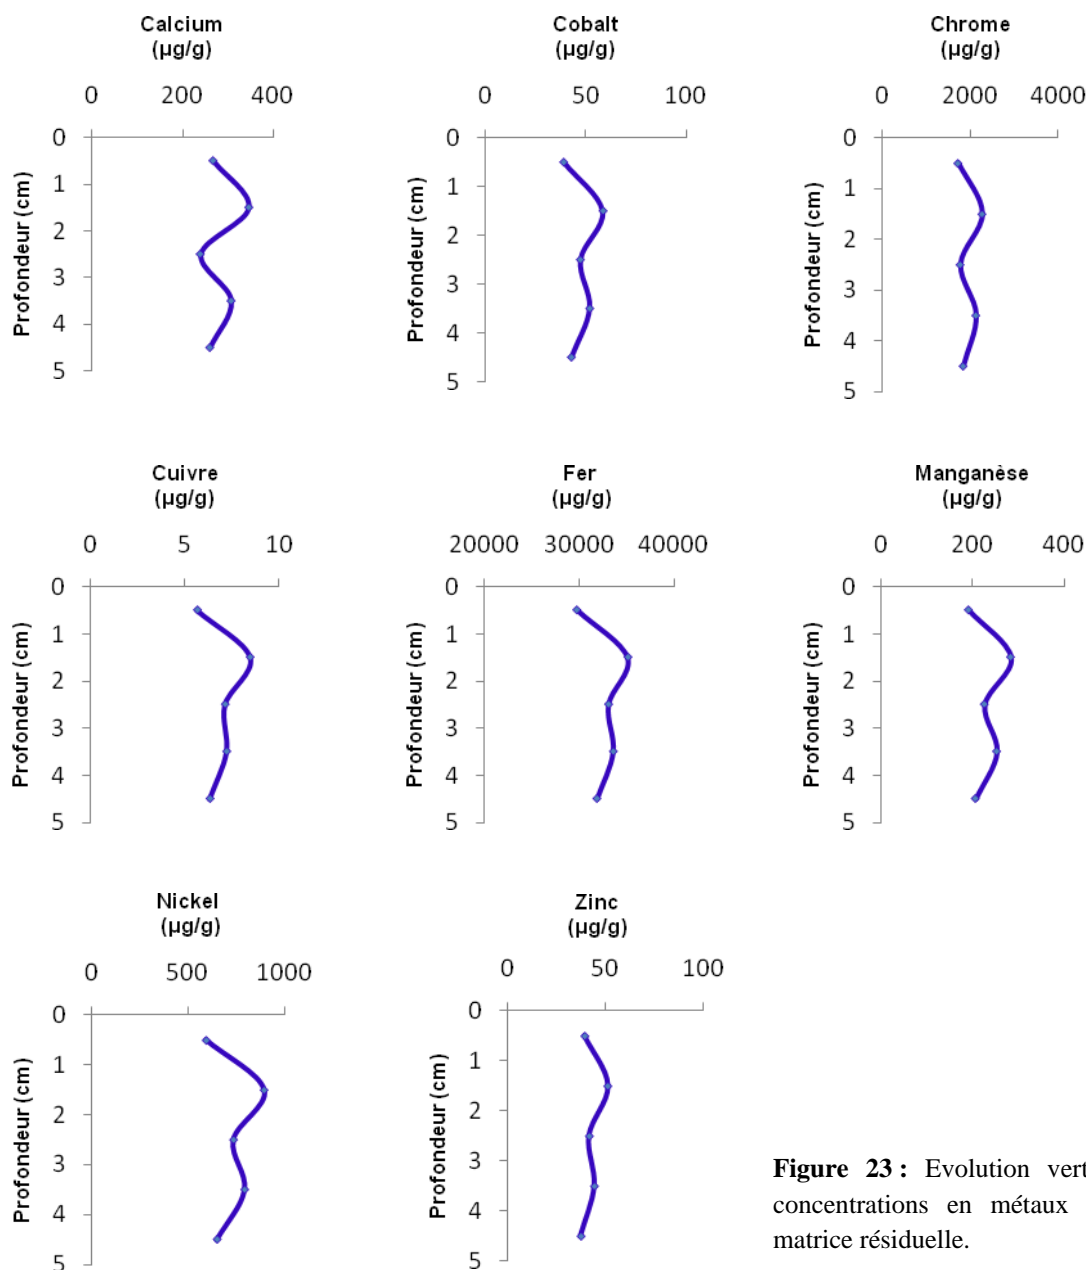 Calcium
(µg/g)
0 200 400
Profondeur (cm)
0
1
2
3
4
5
Cobalt
(µg/g)
0 50 100
Profondeur (cm)
0
1
2
3
4
5
Chrome
(µg/g)
0 2000 4000
Profondeur (cm)
0
1
2
3
4
5
Cuivre
(µg/g)
0 5 10
Profondeur (cm)
0
1
2
3
4
5
Fer
(µg/g)
20000 30000 40000
Profondeur (cm)
0
1
2
3
4
5
Manganèse
(µg/g)
0 200 400
Profondeur (cm)
0
1
2
3
4
5
Nickel
(µg/g)
0 500 1000
Profondeur (cm)
0
1
2
3
4
5
Zinc
(µg/g)
0 50 100
Profondeur (cm)
0
1
2
3
4
5
Figure 23 : Evolution vert
concentrations en métaux
matrice résiduelle.